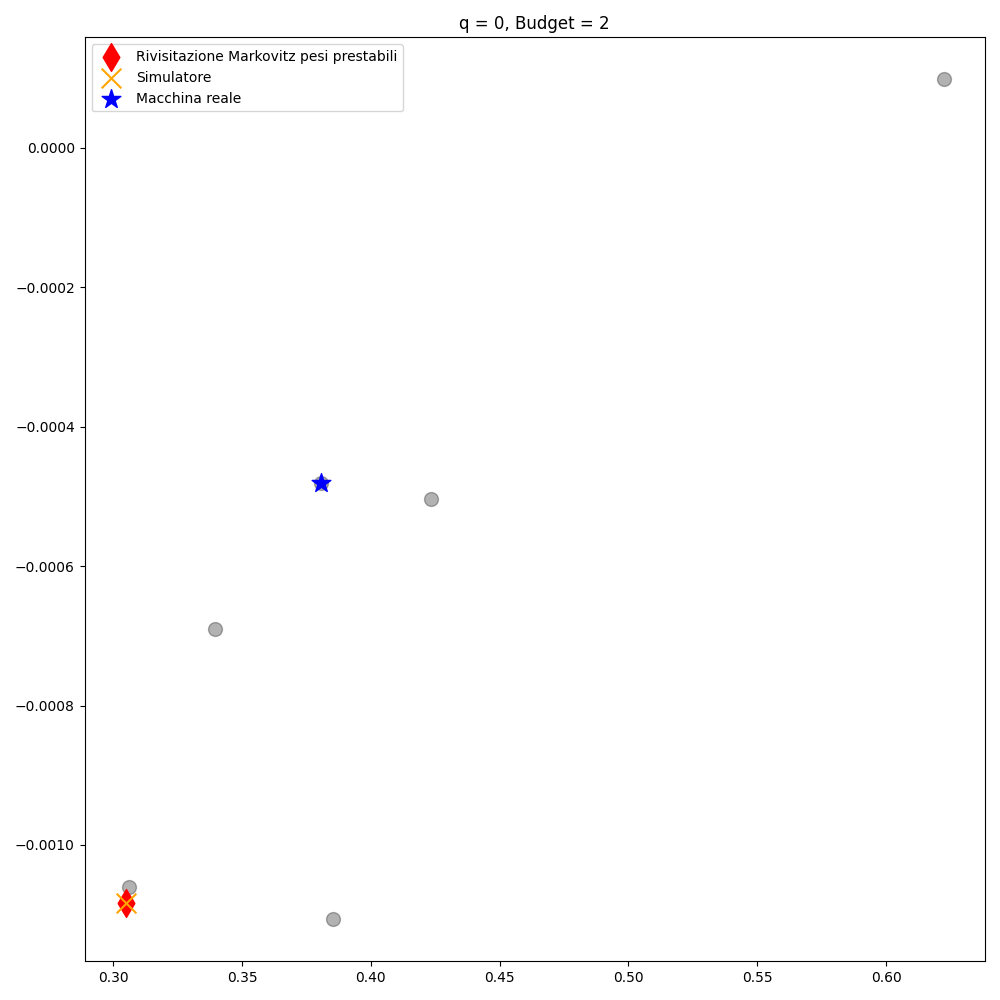 q = 0, Budget = 2
Rivisitazione Markovitz pesi prestabili
Simulatore
Macchina reale
0.0000
−0.0002
−0.0004
−0.0006
−0.0008
−0.0010
0.30 0.35 0.40 0.45 0.50 0.55 0.60